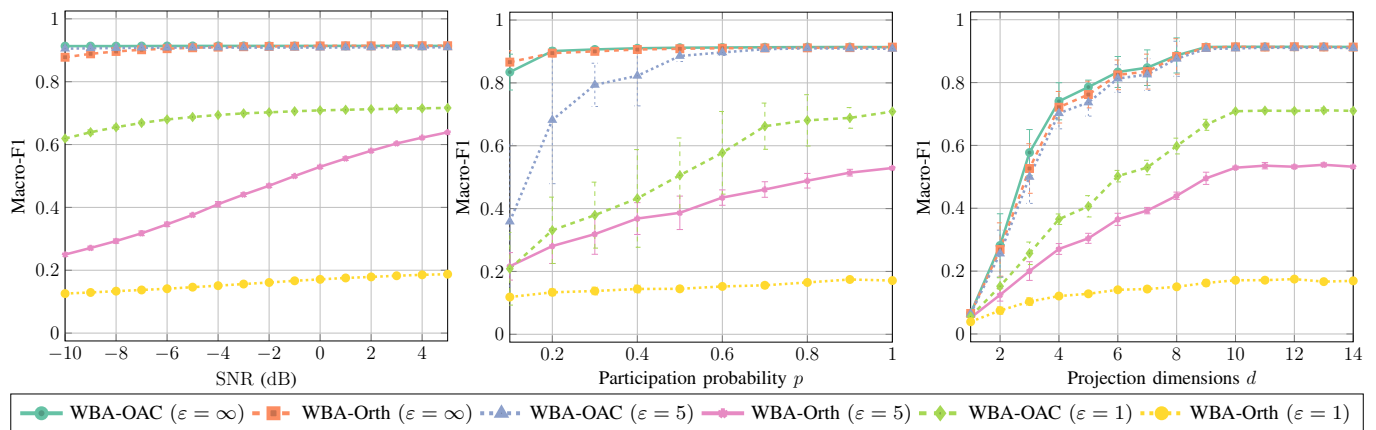 1
0.8
0.6
0.4
0.2
0
Macro-F1
−10 −8 −6 −4 −2 0 2 4
SNR (dB)
1
0.8
0.6
0.4
0.2
0
Macro-F1
0.2 0.4 0.6 0.8 1
Participation probability p
1
0.8
0.6
0.4
0.2
0
Macro-F1
2 4 6 8 10 12 14
Projection dimensions d
WBA-OAC (ε = ∞) WBA-Orth (ε = ∞) WBA-OAC (ε = 5) WBA-Orth (ε = 5) WBA-OAC (ε = 1) WBA-Orth (ε = 1)